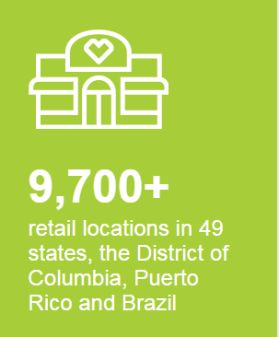 9,700+
retail locations in 49
states, the District of
Columbia, Puerto
Rico and Brazil